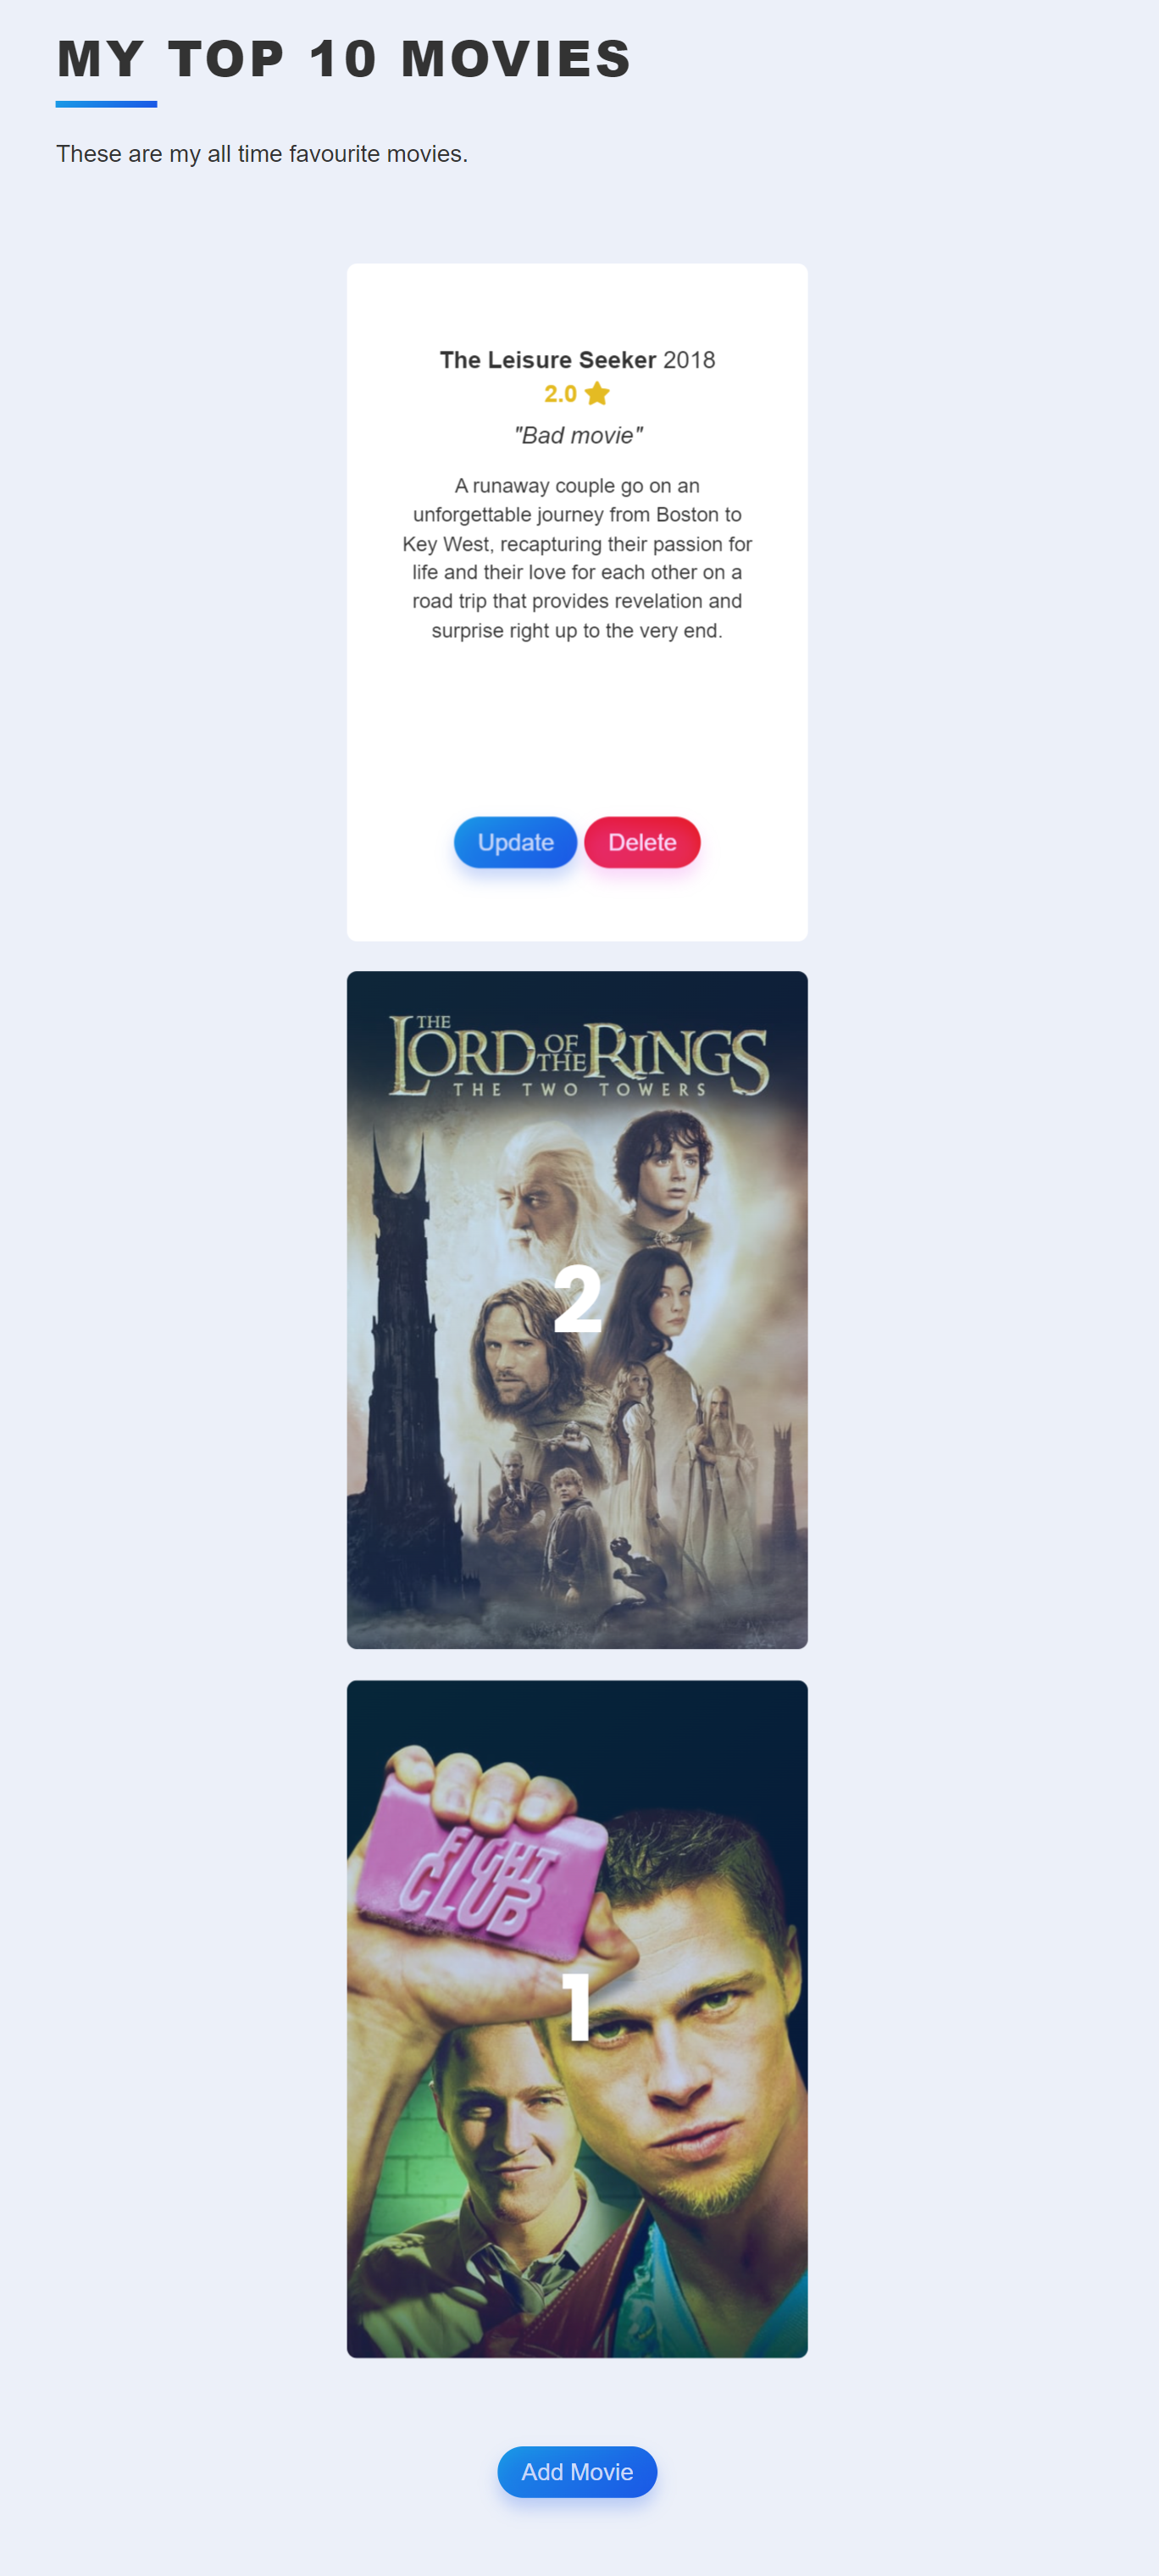 MY TOP 10 MOVIES
These are my all time favourite movies.
The Leisure Seeker 2018
2.0
"Bad movie"
A runaway couple go on an
unforgettable journey from Boston to
Key West, recapturing their passion for
life and their love for each other on a
road trip that provides revelation and
surprise right up to the very end.
Update Delete
THE
LORD OF THE RINGS
THE TWO TOWERS
2
FIGHT
CLUB
1
Add Movie